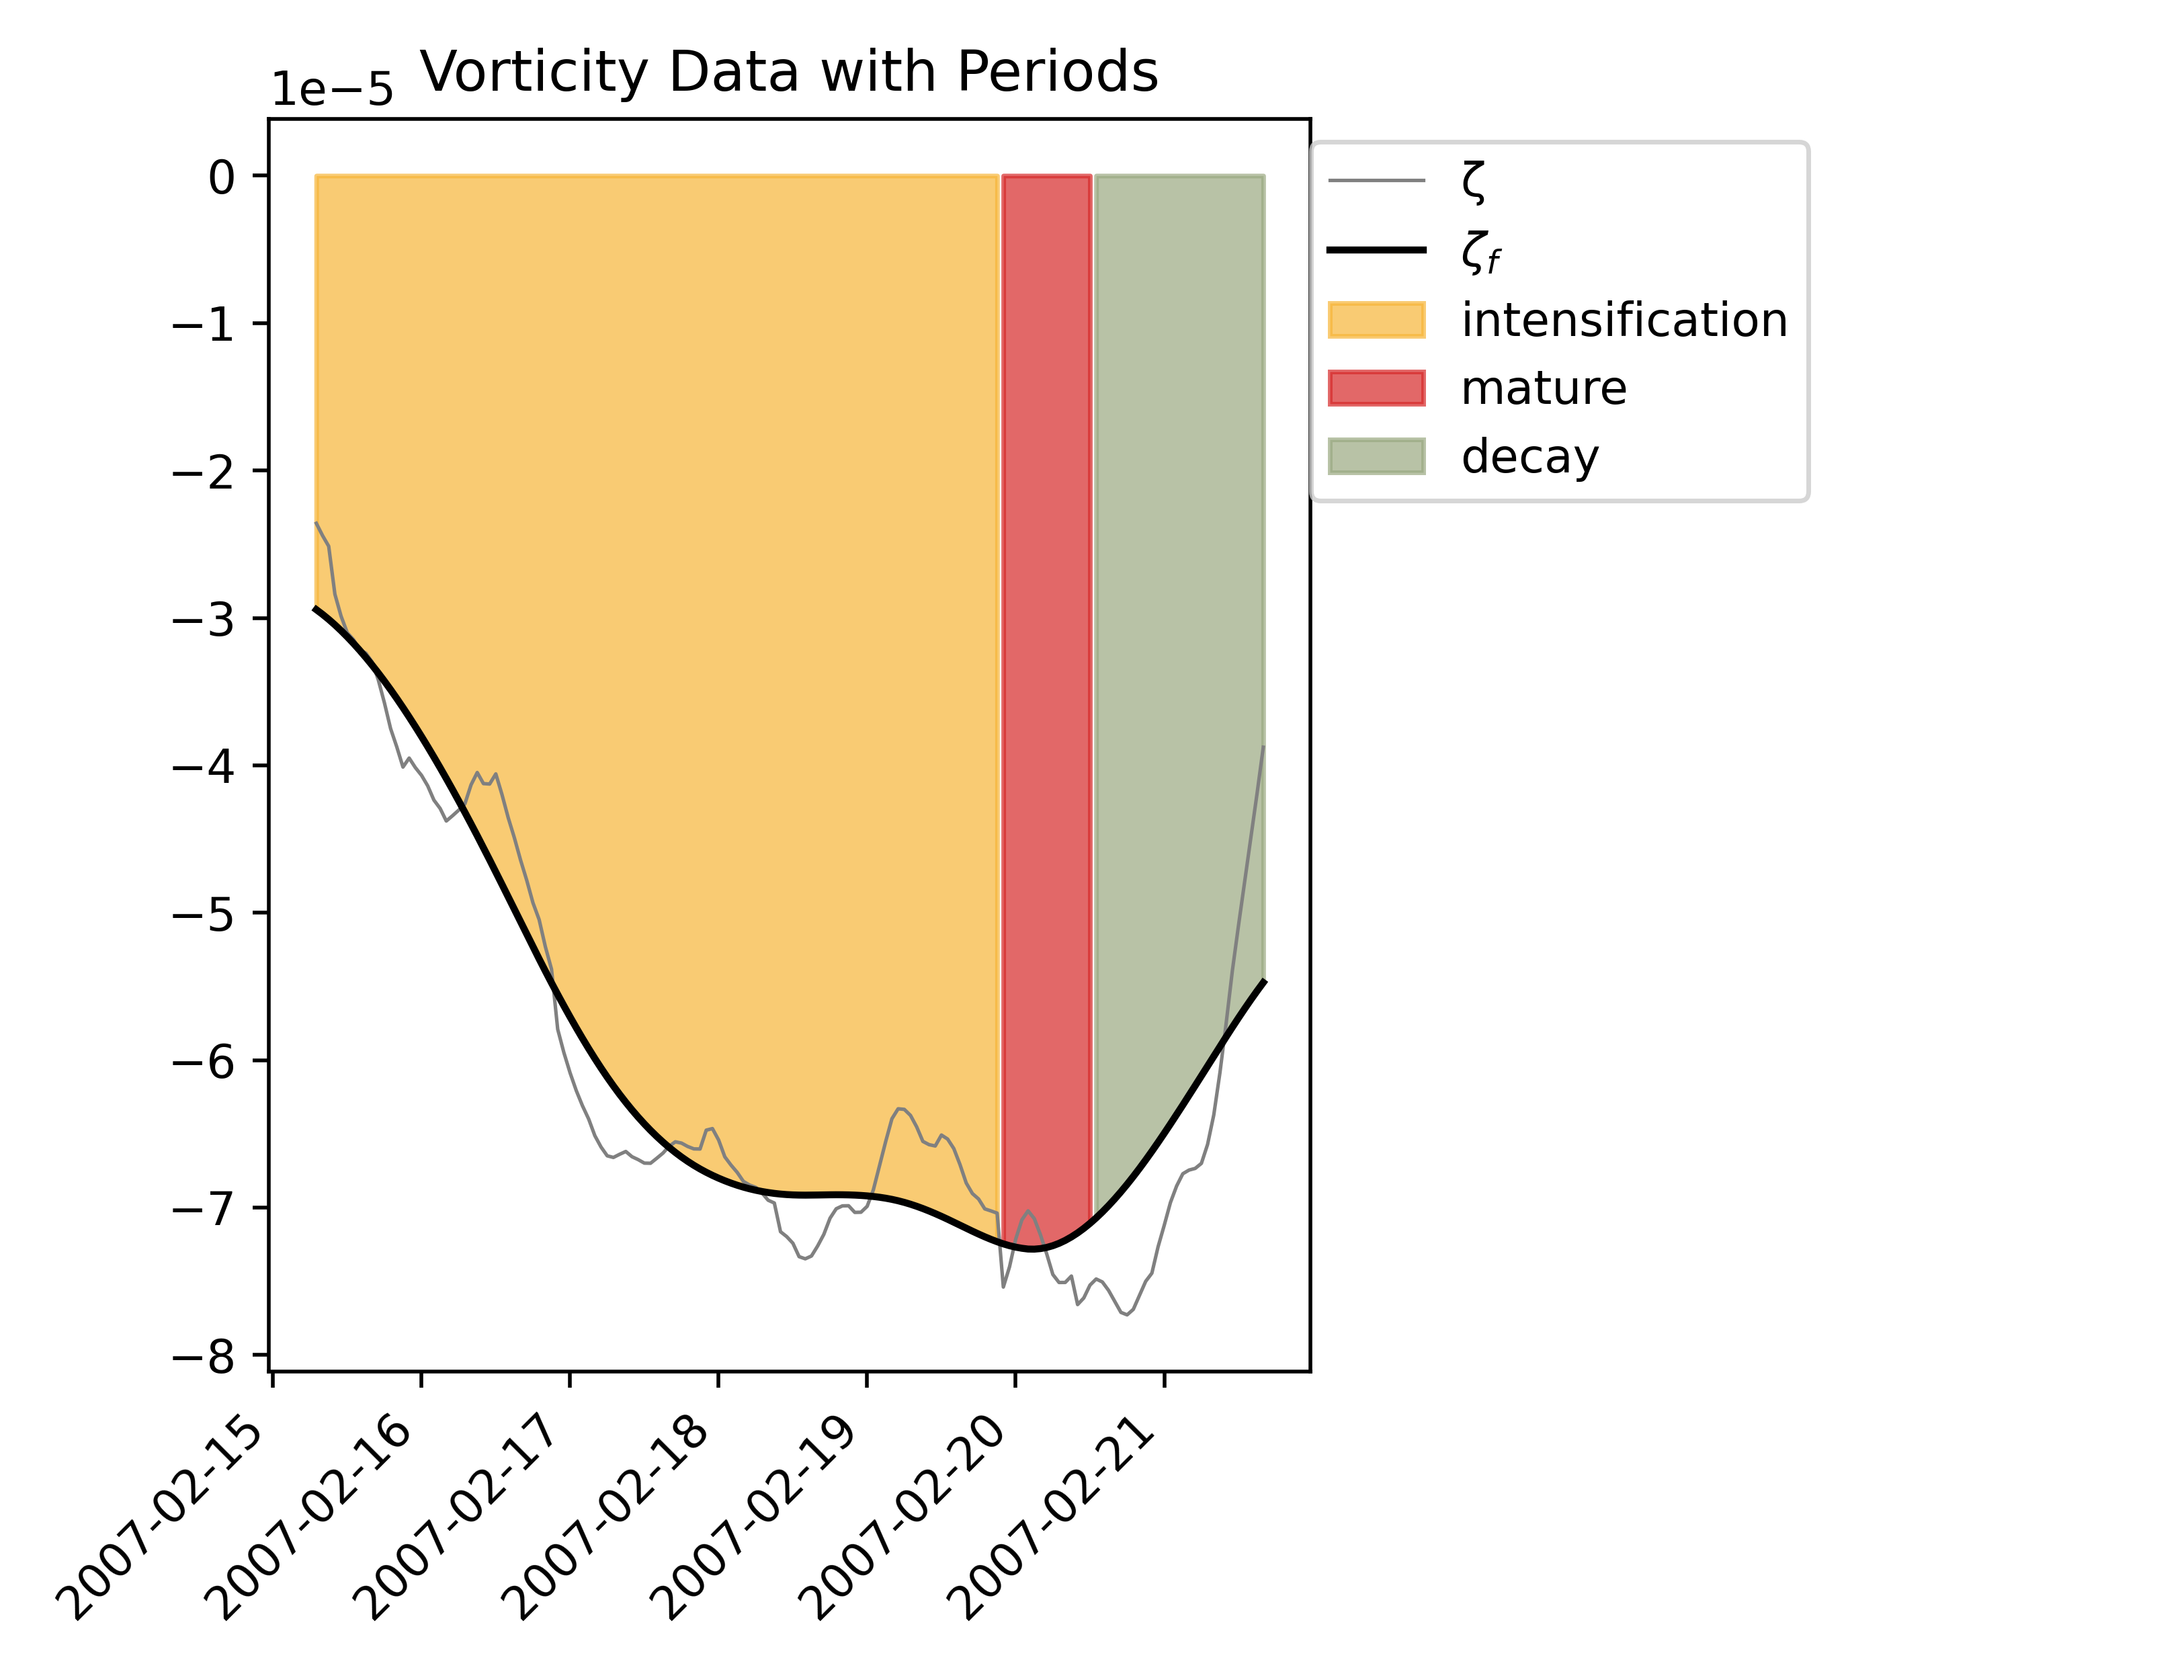 Vorticity Data with Periods
1e−5
0
−1
−2
−3
−4
−5
−6
−7
−8
2007-02-15
2007-02-16
2007-02-17
2007-02-18
2007-02-19
2007-02-20
2007-02-21
ζ
ζf
intensification
mature
decay